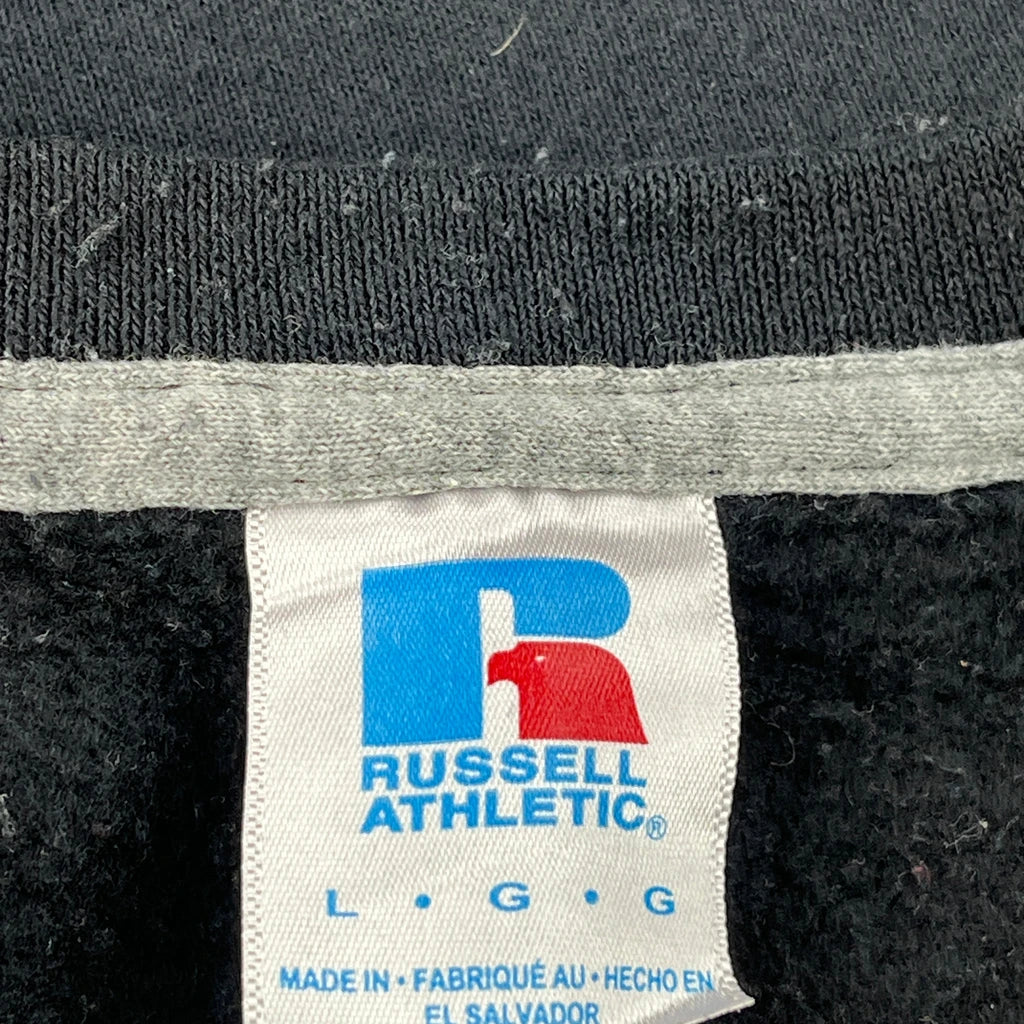 RUSSELL
ATHLETIC®
L • G • G
MADE IN • FABRIQUÉ AU • HECHO EN
EL SALVADOR